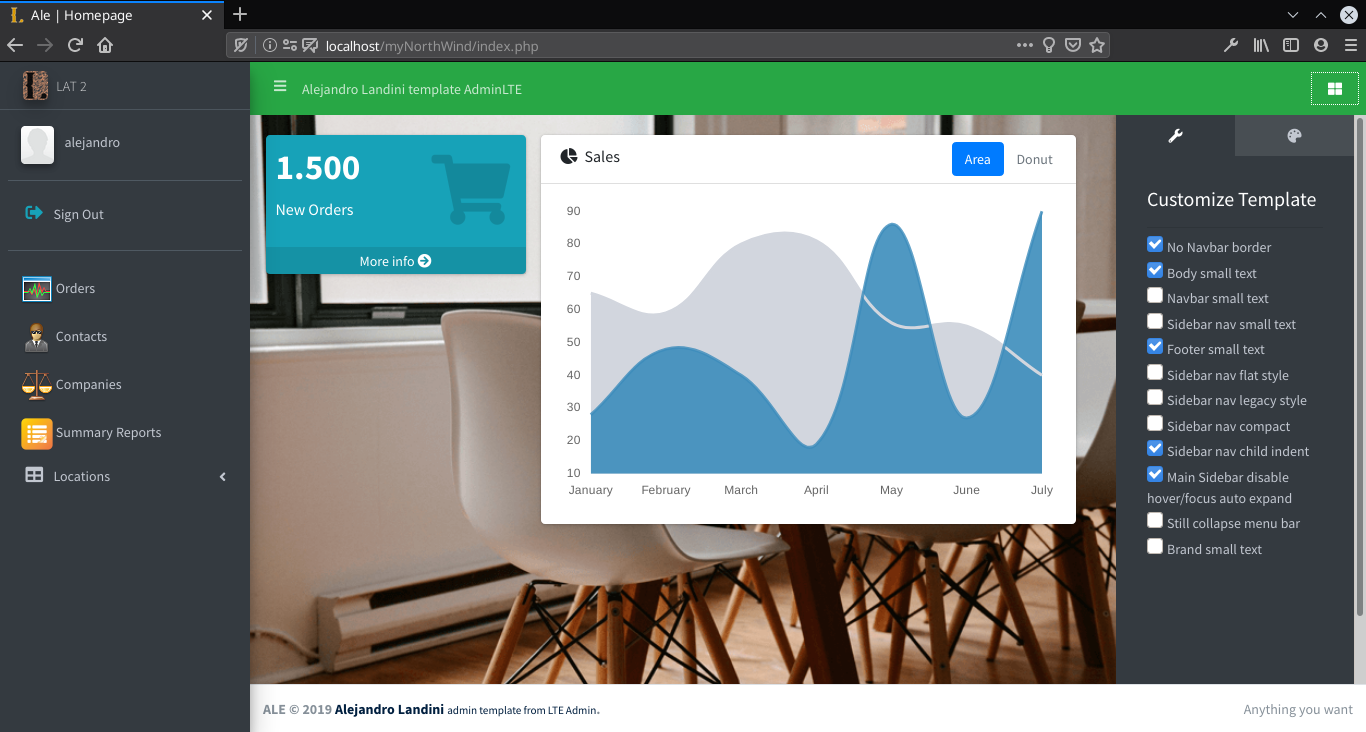 Ale | Homepage
localhost/myNorthWind/index.php
LAT 2
alejandro
Sign Out
Orders
Contacts
Companies
Summary Reports
Locations
Alejandro Landini template AdminLTE
1.500
New Orders
More info
Sales
Area
Donut
90
80
70
60
50
40
30
20
10
January February March April May June July
Customize Template
No Navbar border
Body small text
Navbar small text
Sidebar nav small text
Footer small text
Sidebar nav flat style
Sidebar nav legacy style
Sidebar nav compact
Sidebar nav child indent
Main Sidebar disable
hover/focus auto expand
Still collapse menu bar
Brand small text
ALE © 2019 Alejandro Landini admin template from LTE Admin.
Anything you want